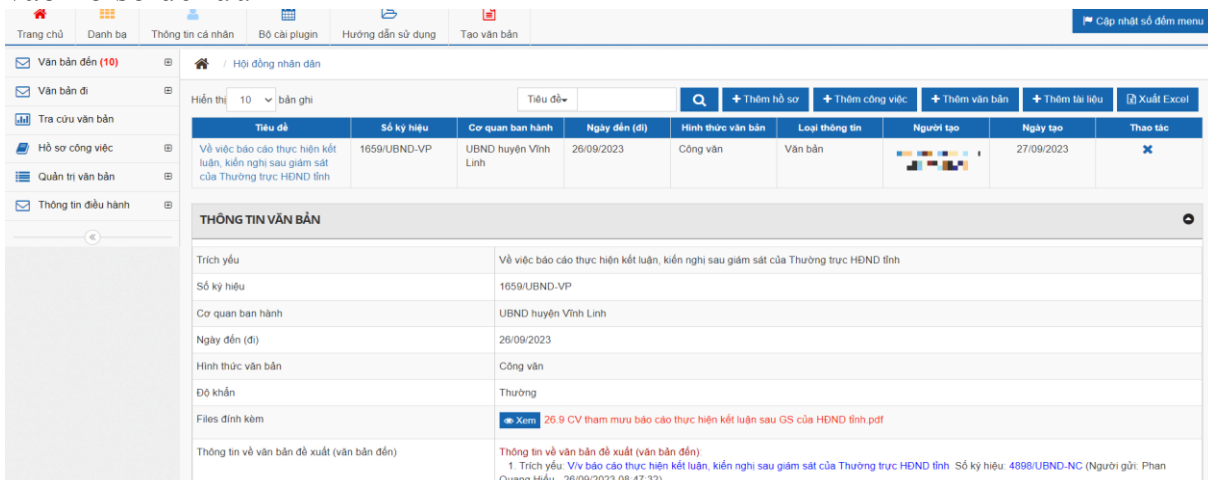 Trang chủ Danh bạ Thông tin cá nhân Bộ cài plugin Hướng dẫn sử dụng Tạo văn bản Cập nhật số đếm menu
Văn bản đến (10)
Văn bản đi
Tra cứu văn bản
Hồ sơ công việc
Quản trị văn bản
Thông tin điều hành
/ Hội đồng nhân dân
Hiển thị 10 bản ghi Tiêu đề Thêm hồ sơ Thêm công việc Thêm văn bản Thêm tài liệu Xuất Excel
Tiêu đề Số ký hiệu Cơ quan ban hành Ngày đến (đi) Hình thức văn bản Loại thông tin Người tạo Ngày tạo Thao tác
Về việc báo cáo thực hiện kết 1659/UBND-VP UBND huyện Vĩnh 26/09/2023 Công văn Văn bản 27/09/2023
luận, kiến nghị sau giám sát Linh
của Thường trực HĐND tỉnh
THÔNG TIN VĂN BẢN
Trích yếu Về việc báo cáo thực hiện kết luận, kiến nghị sau giám sát của Thường trực HĐND tỉnh
Số ký hiệu 1659/UBND-VP
Cơ quan ban hành UBND huyện Vĩnh Linh
Ngày đến (đi) 26/09/2023
Hình thức văn bản Công văn
Độ khẩn Thường
Files đính kèm Xem 26.9 CV tham mưu báo cáo thực hiện kết luận sau GS của HĐND tỉnh.pdf
Thông tin về văn bản đề xuất (văn bản đến) Thông tin về văn bản đề xuất (văn bản đến):
1. Trích yếu: V/v báo cáo thực hiện kết luận, kiến nghị sau giám sát của Thường trực HĐND tỉnh Số ký hiệu: 4898/UBND-NC (Người gửi: Phan
Quang Hiếu - 26/09/2023 08:47:32)